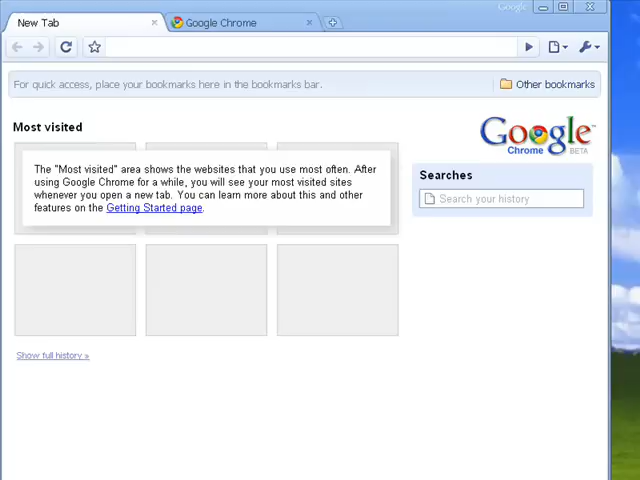 Google
New Tab
Google Chrome
For quick access, place your bookmarks here in the bookmarks bar.
Other bookmarks
Most visited
Google
Chrome BETA
The "Most visited" area shows the websites that you use most often. After
using Google Chrome for a while, you will see your most visited sites
whenever you open a new tab. You can learn more about this and other
features on the Getting Started page.
Searches
Search your history
Show full history »